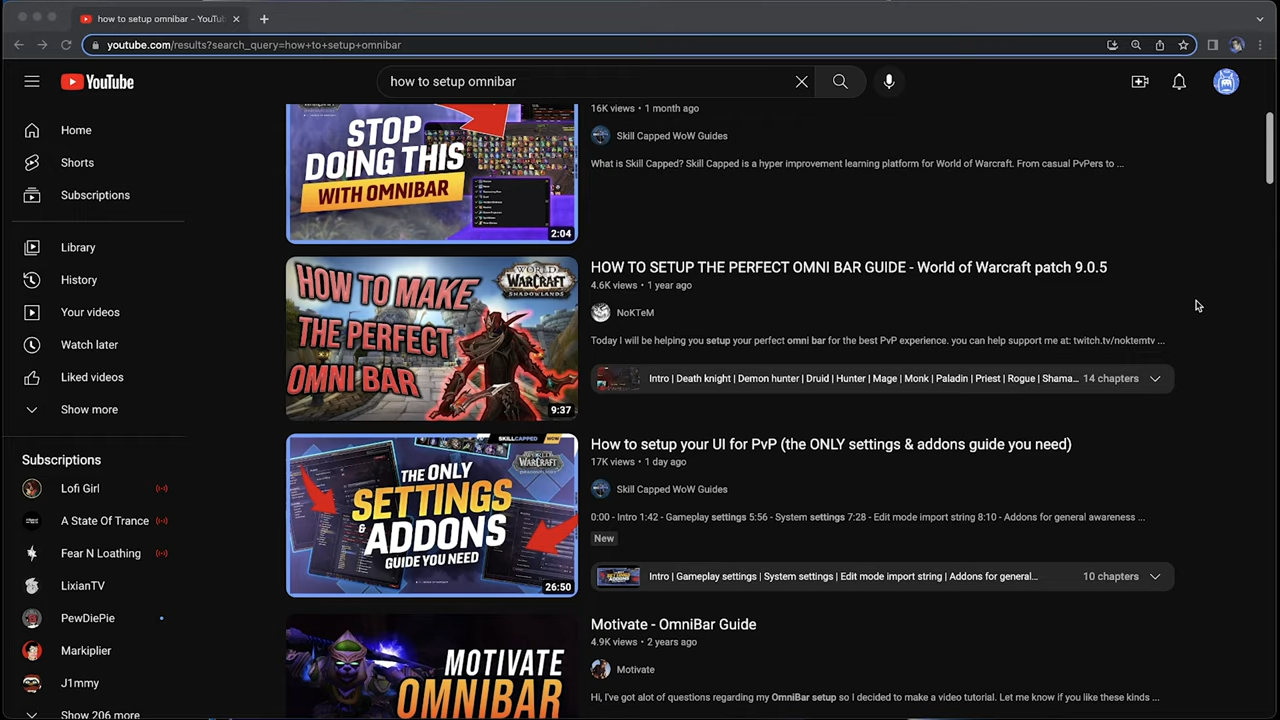 how to setup omnibar - YouTub
youtube.com/results?search_query=how+to+setup+omnibar
YouTube
how to setup omnibar
Home
Shorts
Subscriptions
Library
History
Your videos
Watch later
Liked videos
Show more
Subscriptions
Lofi Girl
A State Of Trance
Fear N Loathing
LixianTV
PewDiePie
Markiplier
J1mmy
Show 206 more
STOP
DOING THIS
WITH OMNIBAR
2:04
16K views • 1 month ago
Skill Capped WoW Guides
What is Skill Capped? Skill Capped is a hyper improvement learning platform for World of Warcraft. From casual PvPers to ...
HOW TO MAKE
THE PERFECT
OMNI BAR
WORLD
WARCRAFT
SHADOWLANDS
9:37
HOW TO SETUP THE PERFECT OMNI BAR GUIDE - World of Warcraft patch 9.0.5
4.6K views • 1 year ago
NoKTeM
Today I will be helping you setup your perfect omni bar for the best PvP experience. you can help support me at: twitch.tv/noktemtv ...
Intro | Death knight | Demon hunter | Druid | Hunter | Mage | Monk | Paladin | Priest | Rogue | Shama...
14 chapters
SKILLCAPPED
WOW
WARCRAFT
THE ONLY
SETTINGS
& ADDONS
GUIDE YOU NEED
26:50
How to setup your UI for PvP (the ONLY settings & addons guide you need)
17K views • 1 day ago
Skill Capped WoW Guides
0:00 - Intro 1:42 - Gameplay settings 5:56 - System settings 7:28 - Edit mode import string 8:10 - Addons for general awareness ...
New
Intro | Gameplay settings | System settings | Edit mode import string | Addons for general...
10 chapters
MOTIVATE
OMNIBAR
Motivate - OmniBar Guide
4.9K views • 2 years ago
Motivate
Hi, I've got alot of questions regarding my OmniBar setup so I decided to make a video tutorial. Let me know if you like these kinds ...